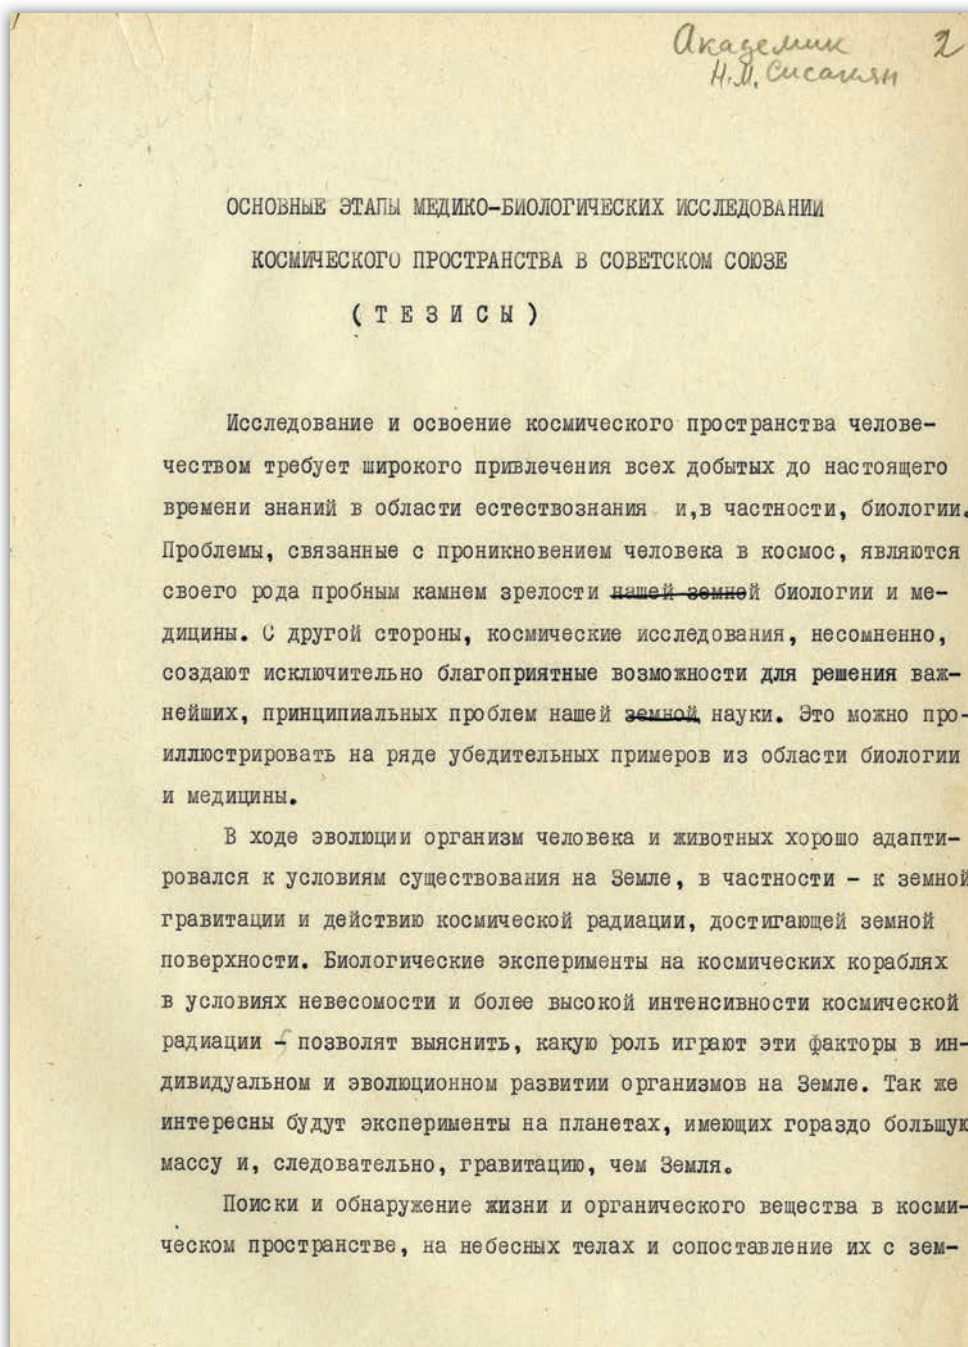 Академик 2
Н.М. Сисакян
ОСНОВНЫЕ ЭТАПЫ МЕДИКО-БИОЛОГИЧЕСКИХ ИССЛЕДОВАНИИ
КОСМИЧЕСКОГО ПРОСТРАНСТВА В СОВЕТСКОМ СОЮЗЕ
( Т Е З И С Ы )
Исследование и освоение космического пространства челове-
чеством требует широкого привлечения всех добытых до настоящего
времени знаний в области естествознания и,в частности, биологии.
Проблемы, связанные с проникновением человека в космос, являются
своего рода пробным камнем зрелости нашей земной биологии и ме-
дицины. С другой стороны, космические исследования, несомненно,
создают исключительно благоприятные возможности для решения важ-
нейших, принципиальных проблем нашей земной науки. Это можно про-
иллюстрировать на ряде убедительных примеров из области биологии
и медицины.
В ходе эволюции организм человека и животных хорошо адапти-
ровался к условиям существования на Земле, в частности – к земной
гравитации и действию космической радиации, достигающей земной
поверхности. Биологические эксперименты на космических кораблях
в условиях невесомости и более высокой интенсивности космической
радиации – позволят выяснить, какую роль играют эти факторы в ин-
дивидуальном и эволюционном развитии организмов на Земле. Так же
интересны будут эксперименты на планетах, имеющих гораздо большую
массу и, следовательно, гравитацию, чем Земля.
Поиски и обнаружение жизни и органического вещества в косми-
ческом пространстве, на небесных телах и сопоставление их с зем-